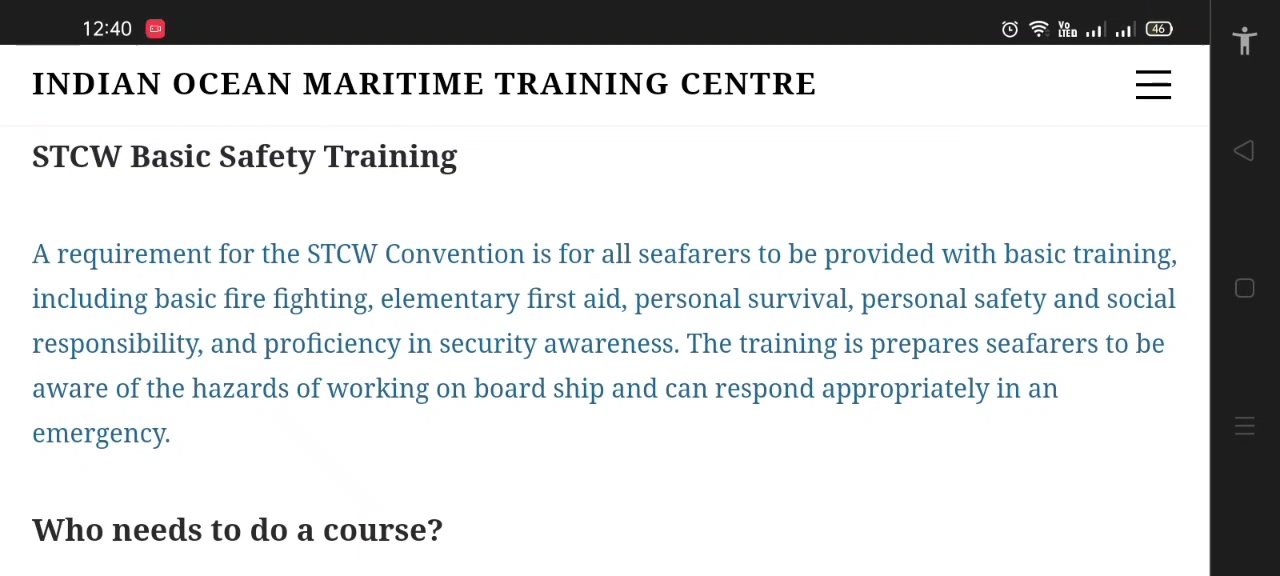 12:40
Vo
LTED
46
INDIAN OCEAN MARITIME TRAINING CENTRE
STCW Basic Safety Training
A requirement for the STCW Convention is for all seafarers to be provided with basic training,
including basic fire fighting, elementary first aid, personal survival, personal safety and social
responsibility, and proficiency in security awareness. The training is prepares seafarers to be
aware of the hazards of working on board ship and can respond appropriately in an
emergency.
Who needs to do a course?